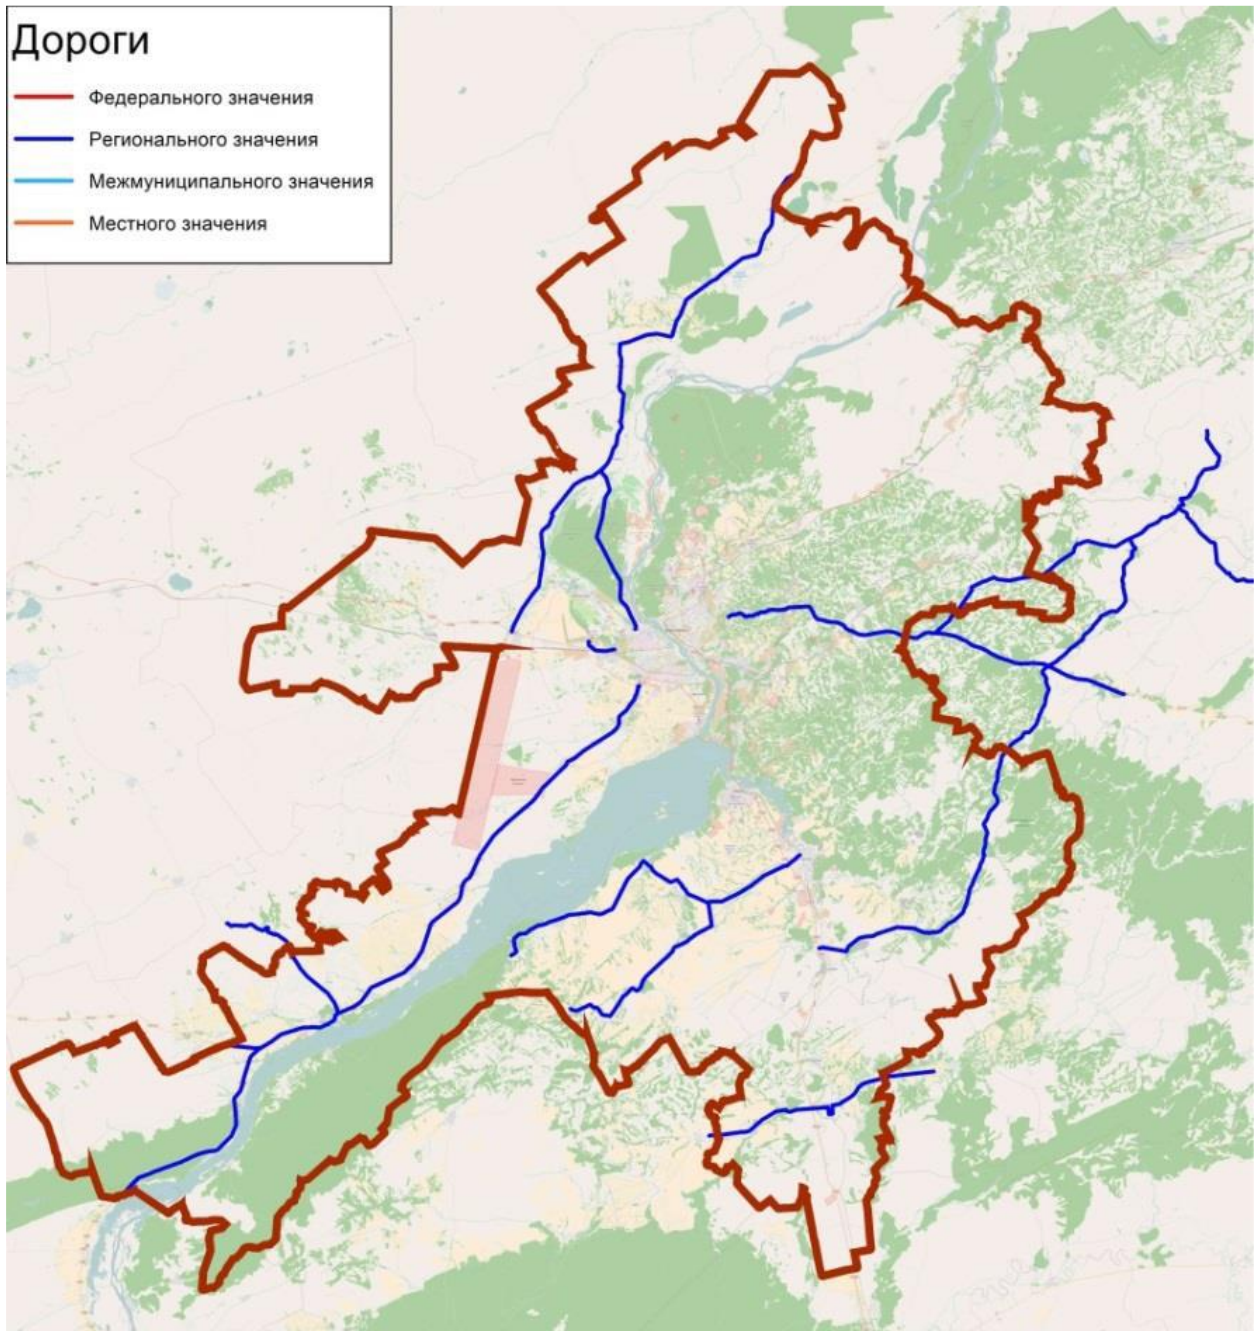 Дороги
Федерального значения
Регионального значения
Межмуниципального значения
Местного значения